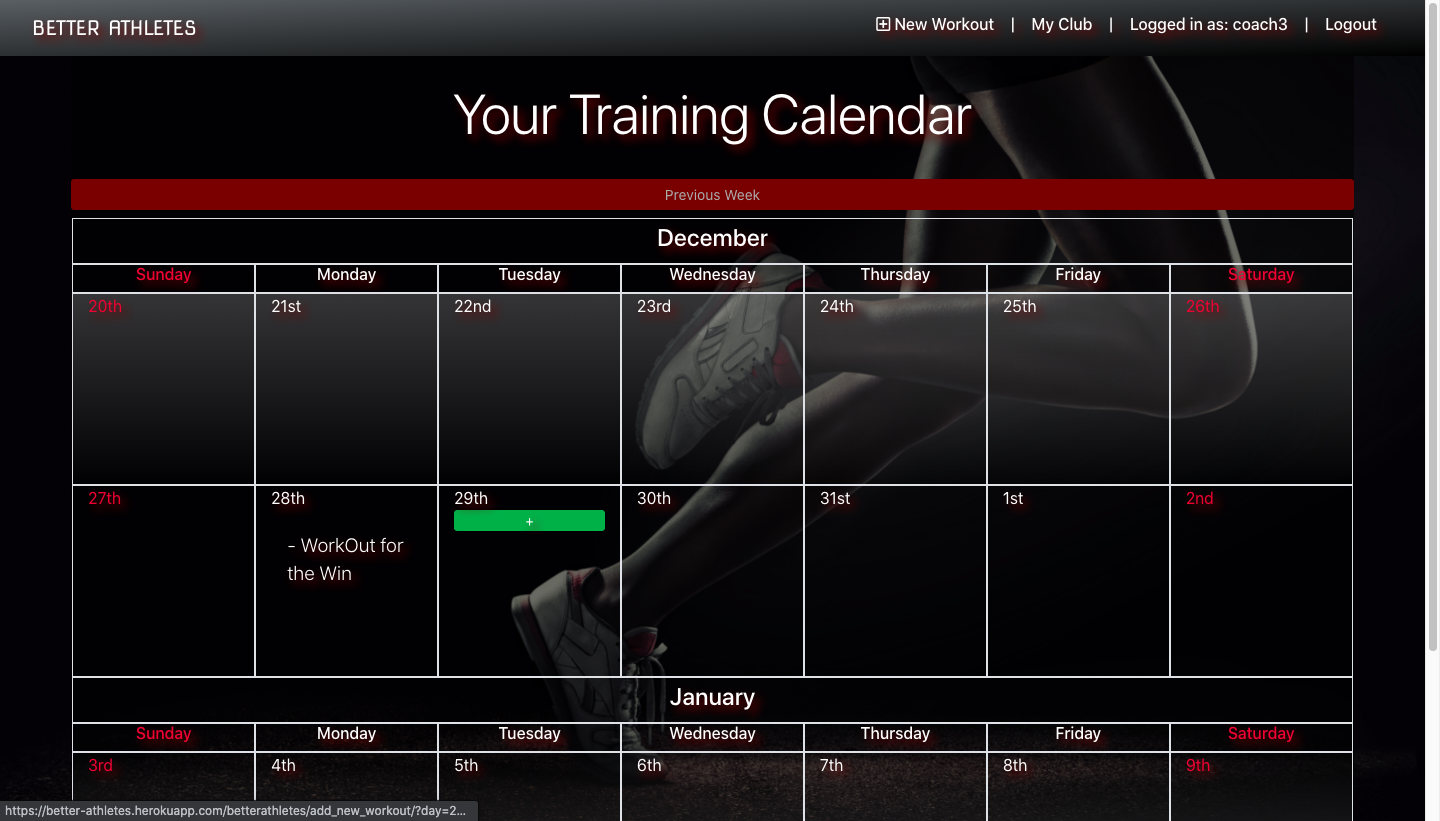 BETTER ATHLETES
New Workout | My Club | Logged in as: coach3 | Logout
Your Training Calendar
Previous Week
December
Sunday Monday Tuesday Wednesday Thursday Friday Saturday
20th 21st 22nd 23rd 24th 25th 26th
27th 28th 29th 30th 31st 1st 2nd
+
- WorkOut for
the Win
January
Sunday Monday Tuesday Wednesday Thursday Friday Saturday
3rd 4th 5th 6th 7th 8th 9th
https://better-athletes.herokuapp.com/betterathletes/add_new_workout/?day=2...